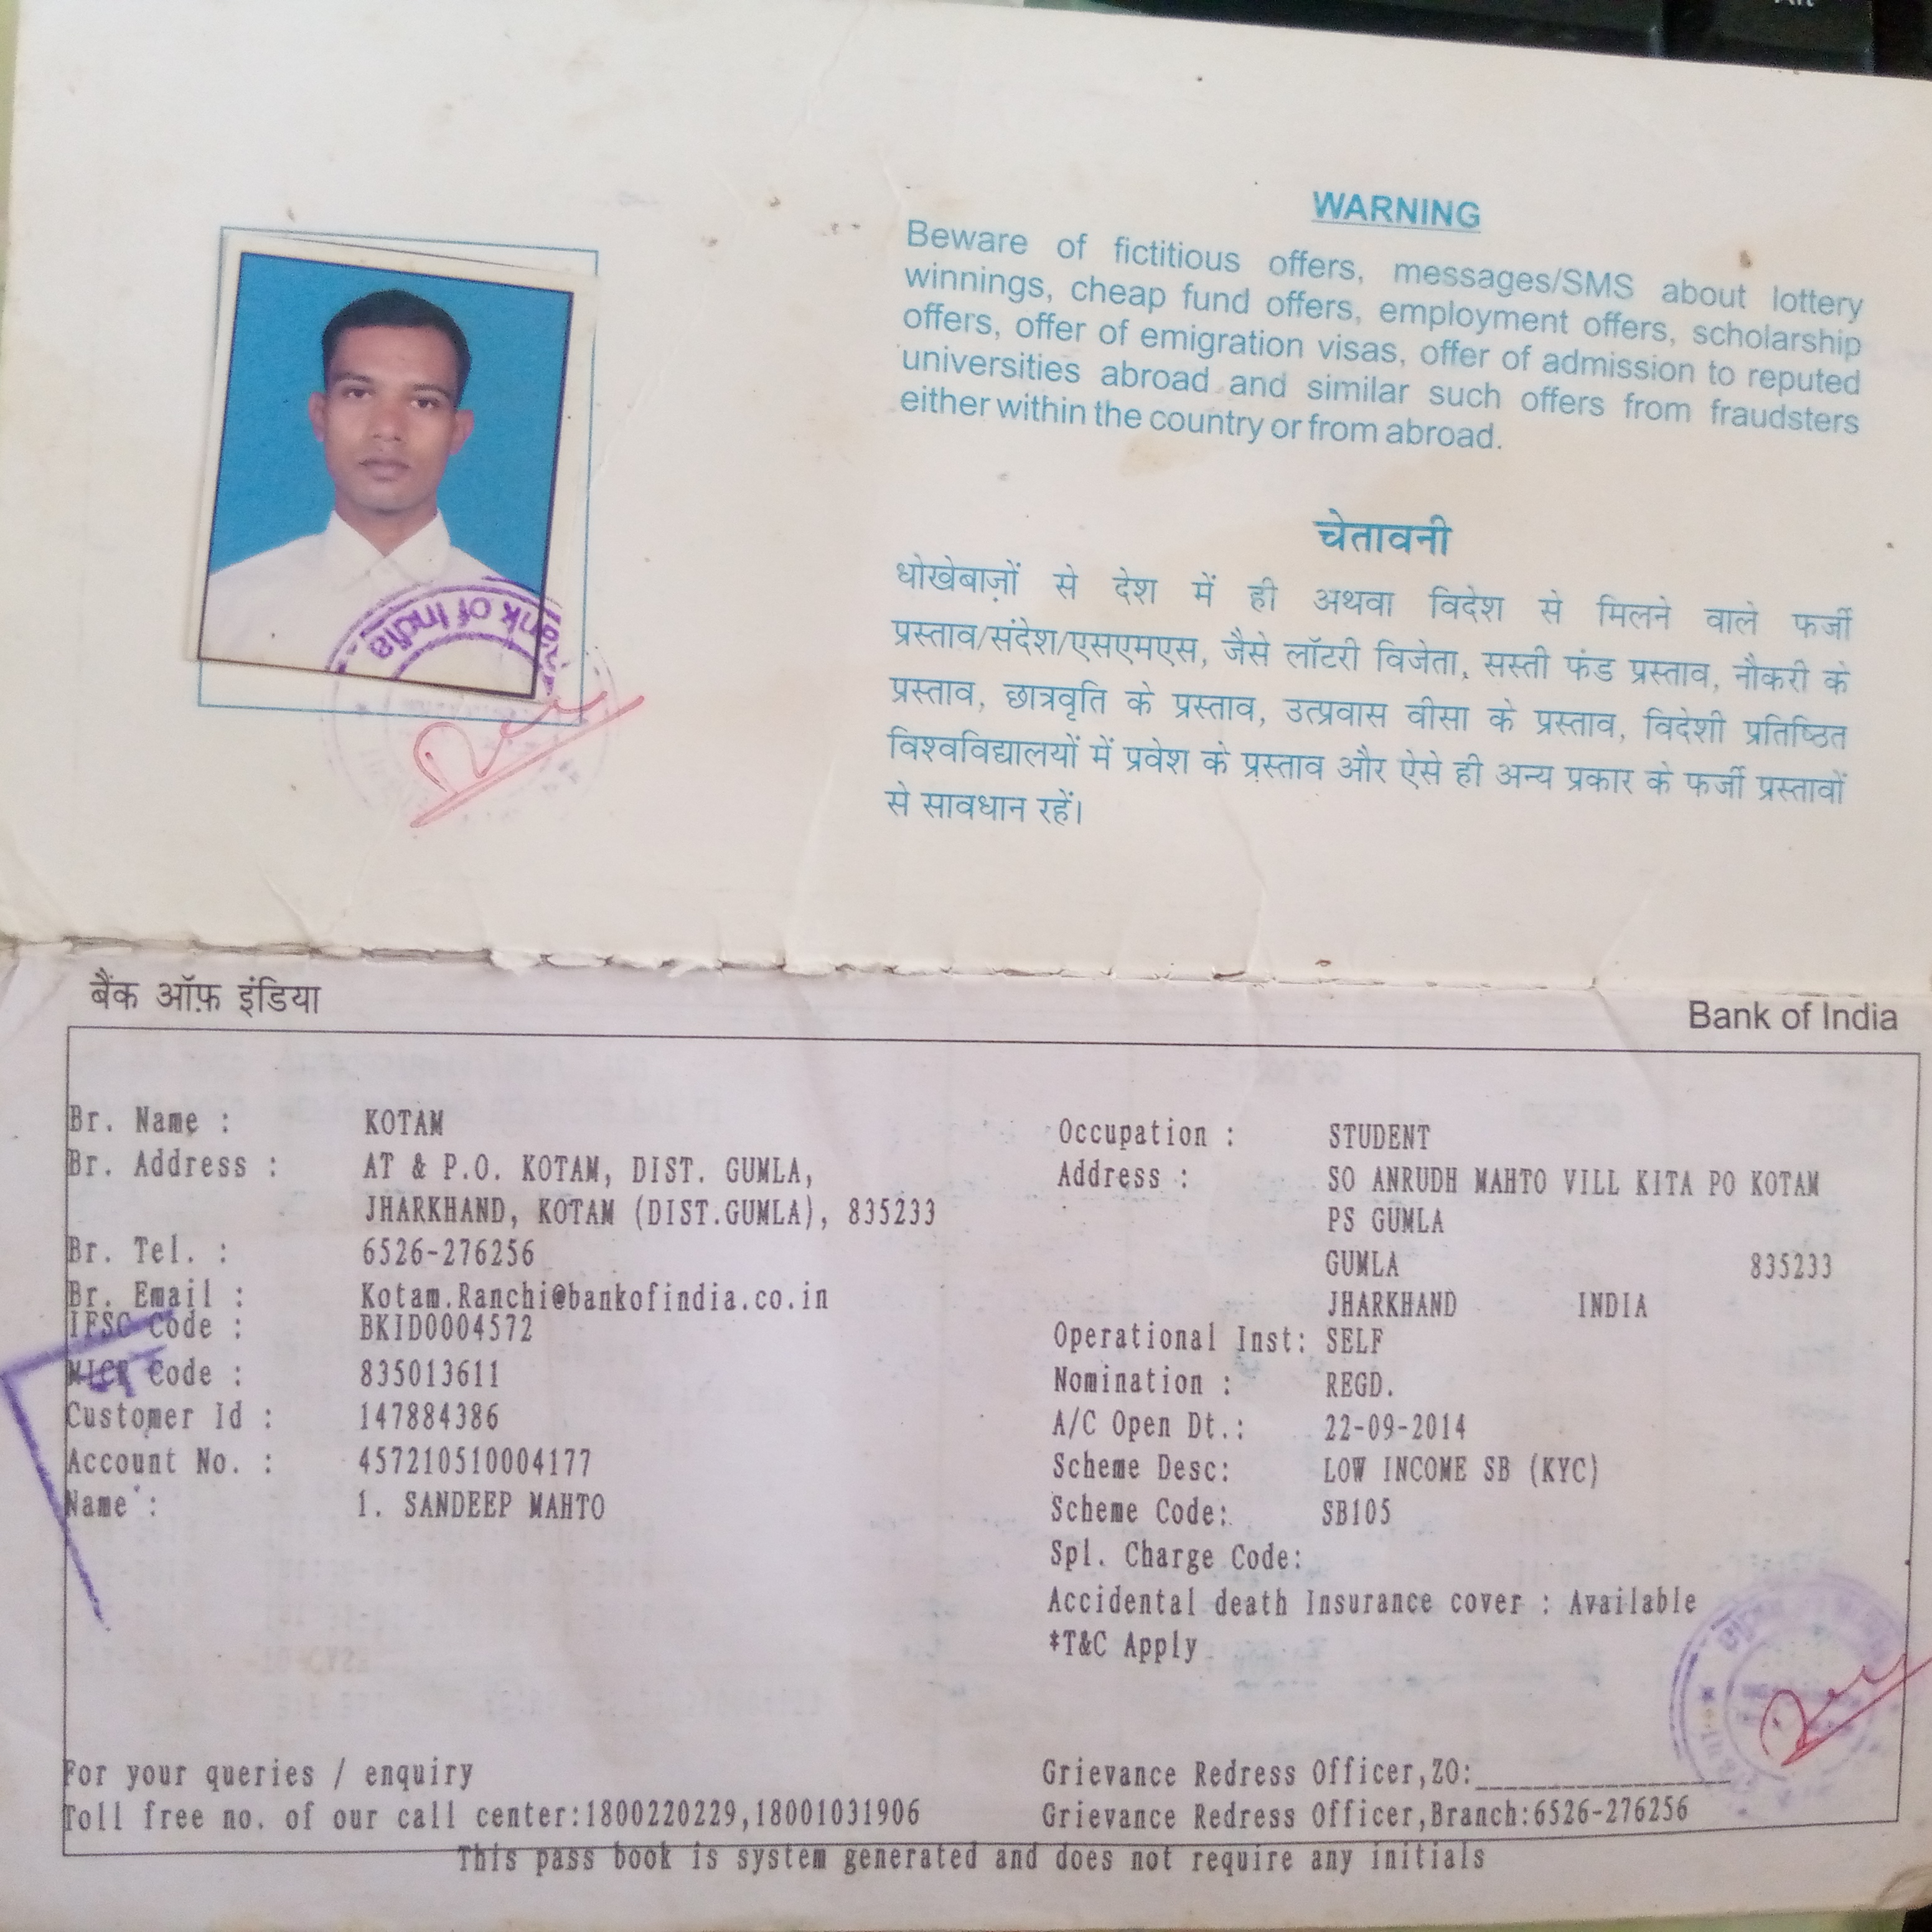 Alt
WARNING
Beware of fictitious offers, messages/SMS about lottery
winnings, cheap fund offers, employment offers, scholarship
offers, offer of emigration visas, offer of admission to reputed
universities abroad and similar such offers from fraudsters
either within the country or from abroad.
चेतावनी
धोखेबाज़ों से देश में ही अथवा विदेश से मिलने वाले फर्जी
प्रस्ताव/संदेश/एसएमएस, जैसे लॉटरी विजेता, सस्ती फंड प्रस्ताव, नौकरी के
प्रस्ताव, छात्रवृति के प्रस्ताव, उत्प्रवास वीसा के प्रस्ताव, विदेशी प्रतिष्ठित
विश्वविद्यालयों में प्रवेश के प्रस्ताव और ऐसे ही अन्य प्रकार के फर्जी प्रस्तावों
से सावधान रहें।
of India
बैंक ऑफ़ इंडिया
Bank of India
Br. Name : KOTAM
Br. Address : AT & P.O. KOTAM, DIST. GUMLA,
JHARKHAND, KOTAM (DIST.GUMLA), 835233
Br. Tel. : 6526-276256
Br. Email : Kotam.Ranchi@bankofindia.co.in
IFSC Code : BKID0004572
MICR Code : 835013611
Customer Id : 147884386
Account No. : 457210510004177
Name : 1. SANDEEP MAHTO
Occupation : STUDENT
Address : SO ANRUDH MAHTO VILL KITA PO KOTAM
PS GUMLA
GUMLA 835233
JHARKHAND INDIA
Operational Inst: SELF
Nomination : REGD.
A/C Open Dt.: 22-09-2014
Scheme Desc: LOW INCOME SB (KYC)
Scheme Code: SB105
Spl. Charge Code:
Accidental death Insurance cover : Available
*T&C Apply
For your queries / enquiry
Toll free no. of our call center:1800220229,18001031906
Grievance Redress Officer,ZO:
Grievance Redress Officer,Branch:6526-276256
This pass book is system generated and does not require any initials